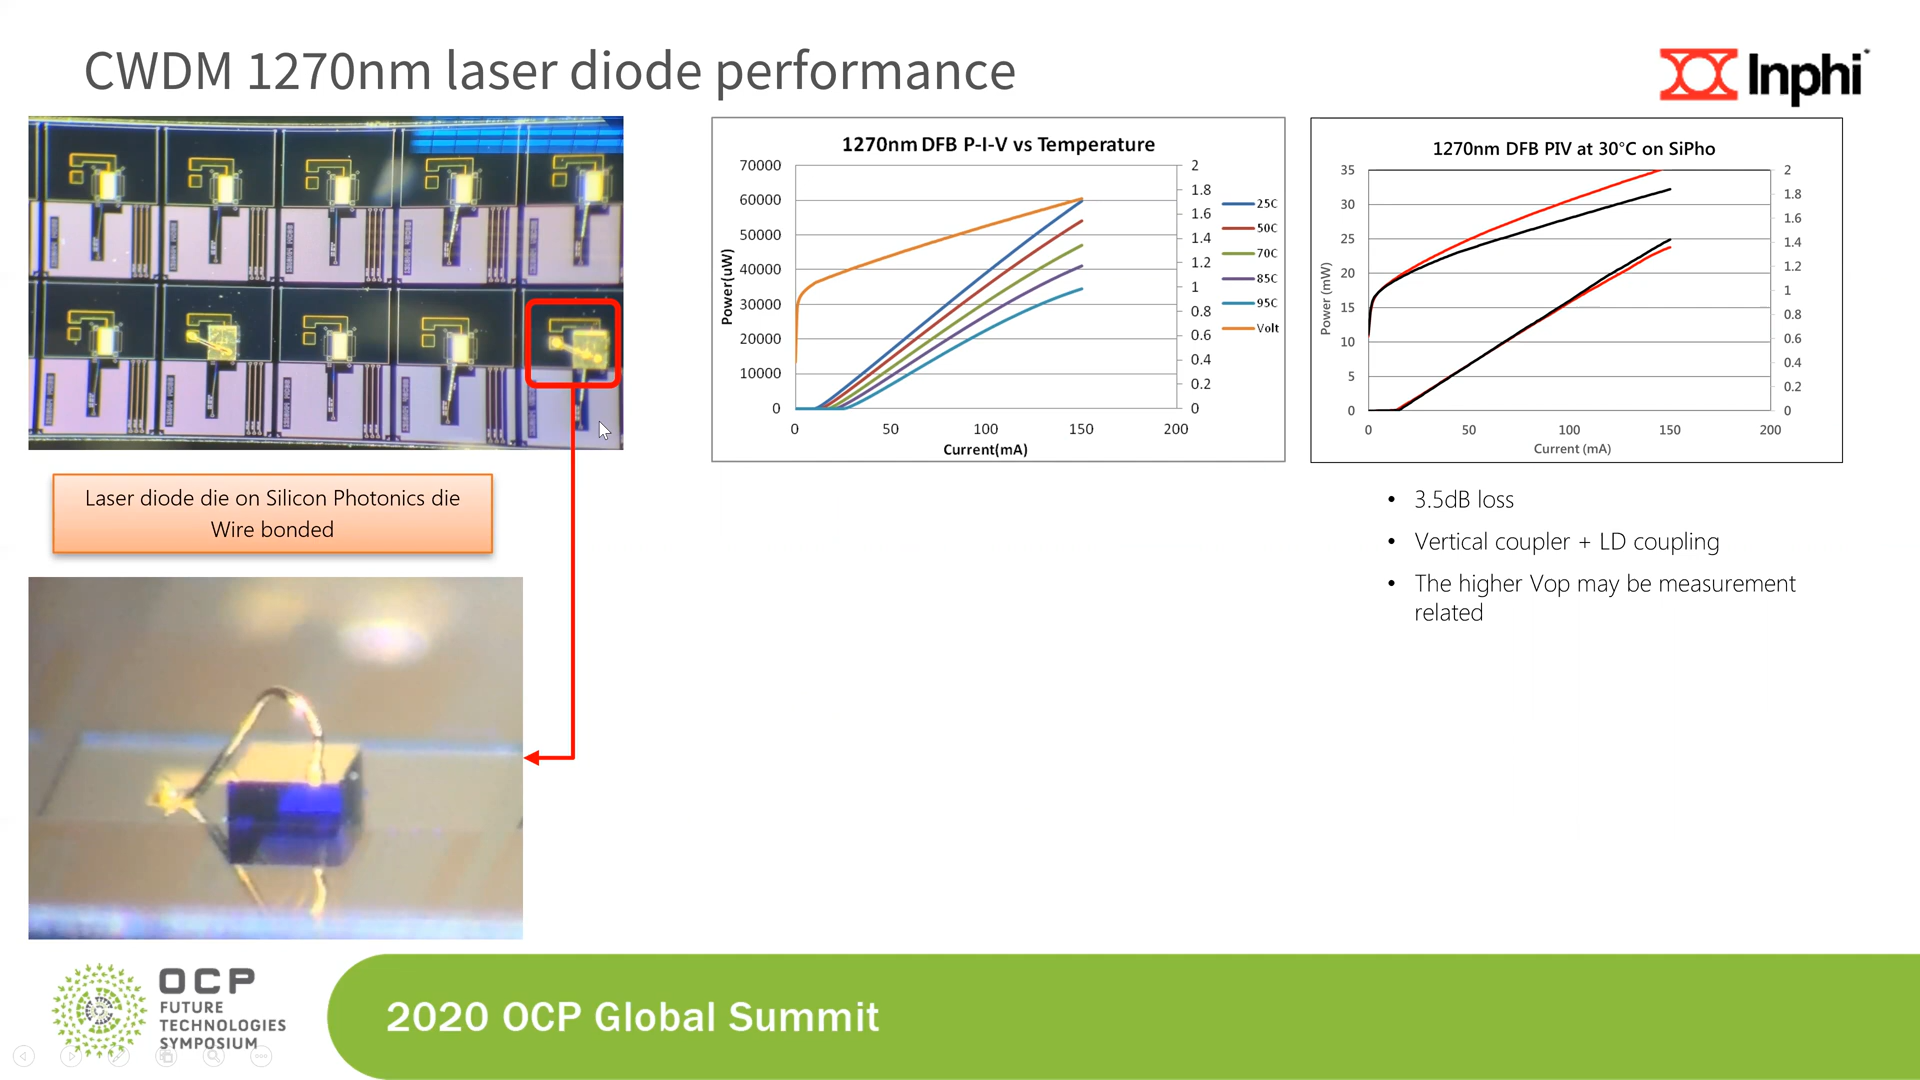 CWDM 1270nm laser diode performance
Inphi
Laser diode die on Silicon Photonics die
Wire bonded
1270nm DFB P-I-V vs Temperature
Power(uW)
70000
60000
50000
40000
30000
20000
10000
0
2
1.8
1.6
1.4
1.2
1
0.8
0.6
0.4
0.2
0
0 50 100 150 200
Current(mA)
25C
50C
70C
85C
95C
Volt
1270nm DFB PIV at 30°C on SiPho
Power (mW)
35
30
25
20
15
10
5
0
2
1.8
1.6
1.4
1.2
1
0.8
0.6
0.4
0.2
0
0 50 100 150 200
Current (mA)
• 3.5dB loss
• Vertical coupler + LD coupling
• The higher Vop may be measurement
related
OCP
FUTURE
TECHNOLOGIES
SYMPOSIUM
2020 OCP Global Summit